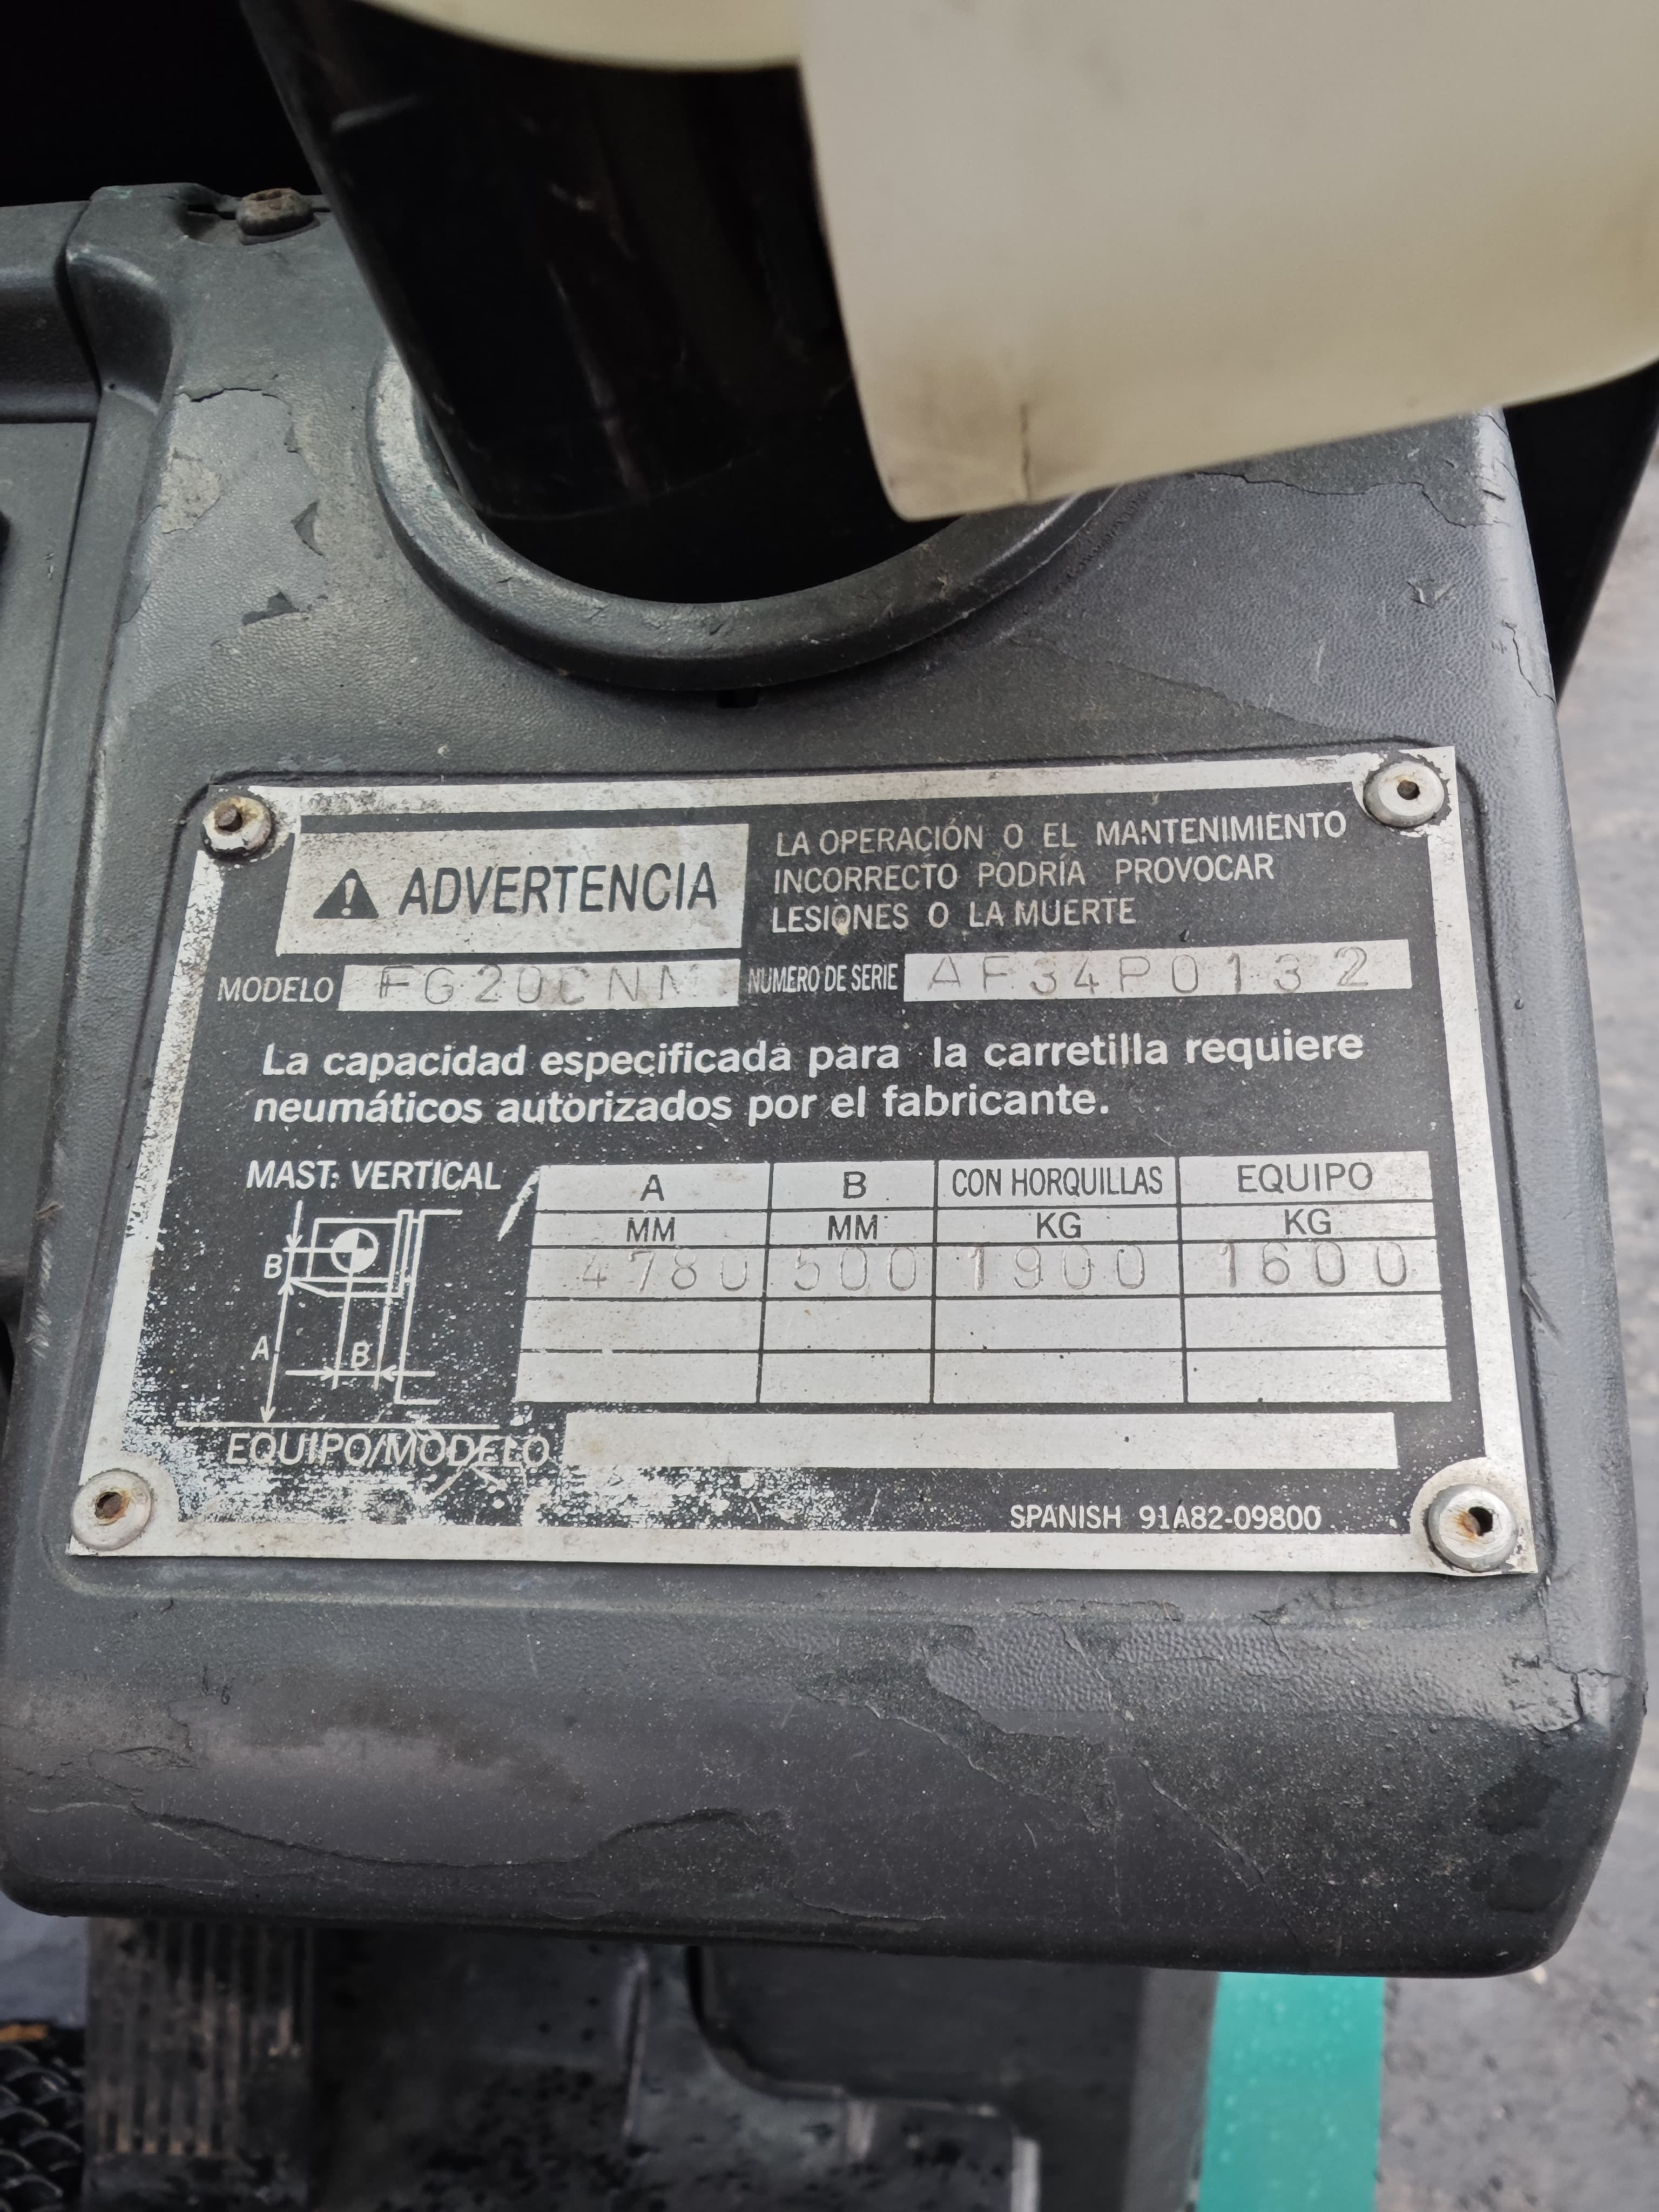 ADVERTENCIA
LA OPERACIÓN O EL MANTENIMIENTO
INCORRECTO PODRÍA PROVOCAR
LESIONES O LA MUERTE
MODELO FG20CNN NUMERO DE SERIE AF34P0132
La capacidad especificada para la carretilla requiere
neumáticos autorizados por el fabricante.
MAST: VERTICAL
B
A
B
A B CON HORQUILLAS EQUIPO
MM MM KG KG
4780 500 1900 1600
EQUIPO/MODELO
SPANISH 91A82-09800